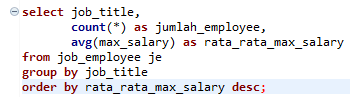 select job_title,
count(*) as jumlah_employee,
avg(max_salary) as rata_rata_max_salary
from job_employee je
group by job_title
order by rata_rata_max_salary desc;